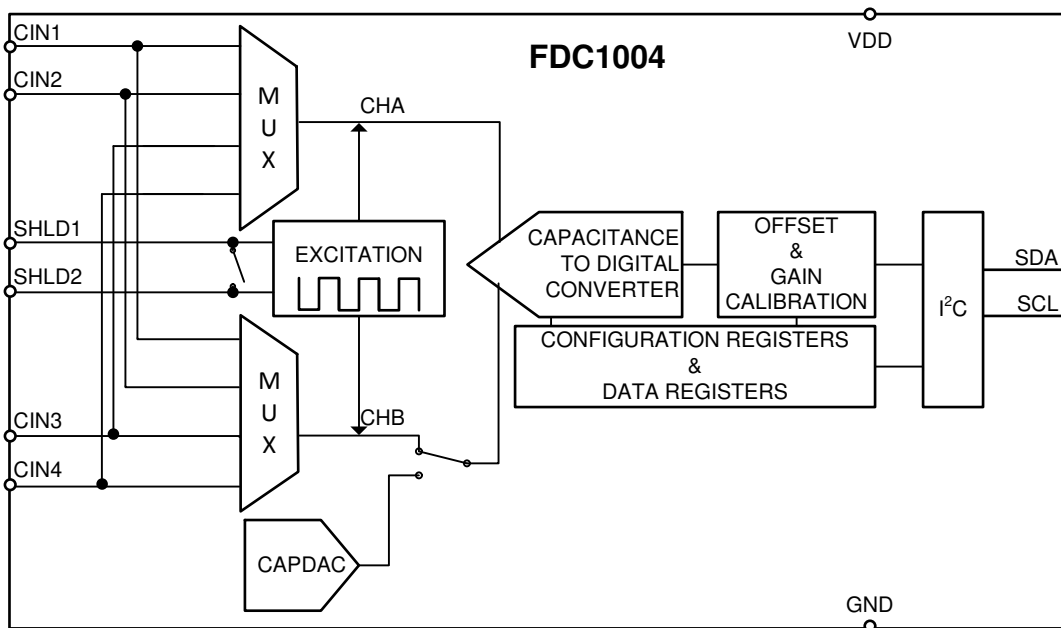 CIN1
CIN2
FDC1004
VDD
M
U
X
CHA
SHLD1
SHLD2
EXCITATION
CAPACITANCE
TO DIGITAL
CONVERTER
OFFSET
&
GAIN
CALIBRATION
I²C
SDA
SCL
CONFIGURATION REGISTERS
&
DATA REGISTERS
M
U
X
CHB
CIN3
CIN4
CAPDAC
GND